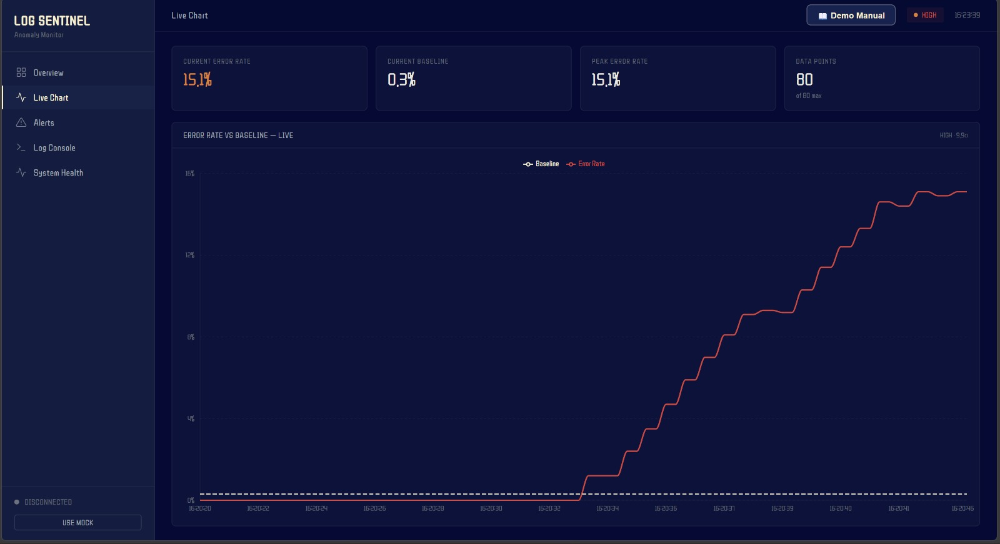 LOG SENTINEL
Anomaly Monitor
Overview
Live Chart
Alerts
Log Console
System Health
DISCONNECTED
USE MOCK
Live Chart
Demo Manual
HIGH
16:23:39
CURRENT ERROR RATE
15.1%
CURRENT BASELINE
0.3%
PEAK ERROR RATE
15.1%
DATA POINTS
80
of 80 max
ERROR RATE VS BASELINE — LIVE
HIGH · 9.9σ
Baseline Error Rate
16%
12%
8%
4%
0%
16:20:20 16:20:22 16:20:24 16:20:26 16:20:28 16:20:30 16:20:32 16:20:34 16:20:36 16:20:37 16:20:39 16:20:40 16:20:41 16:20:46